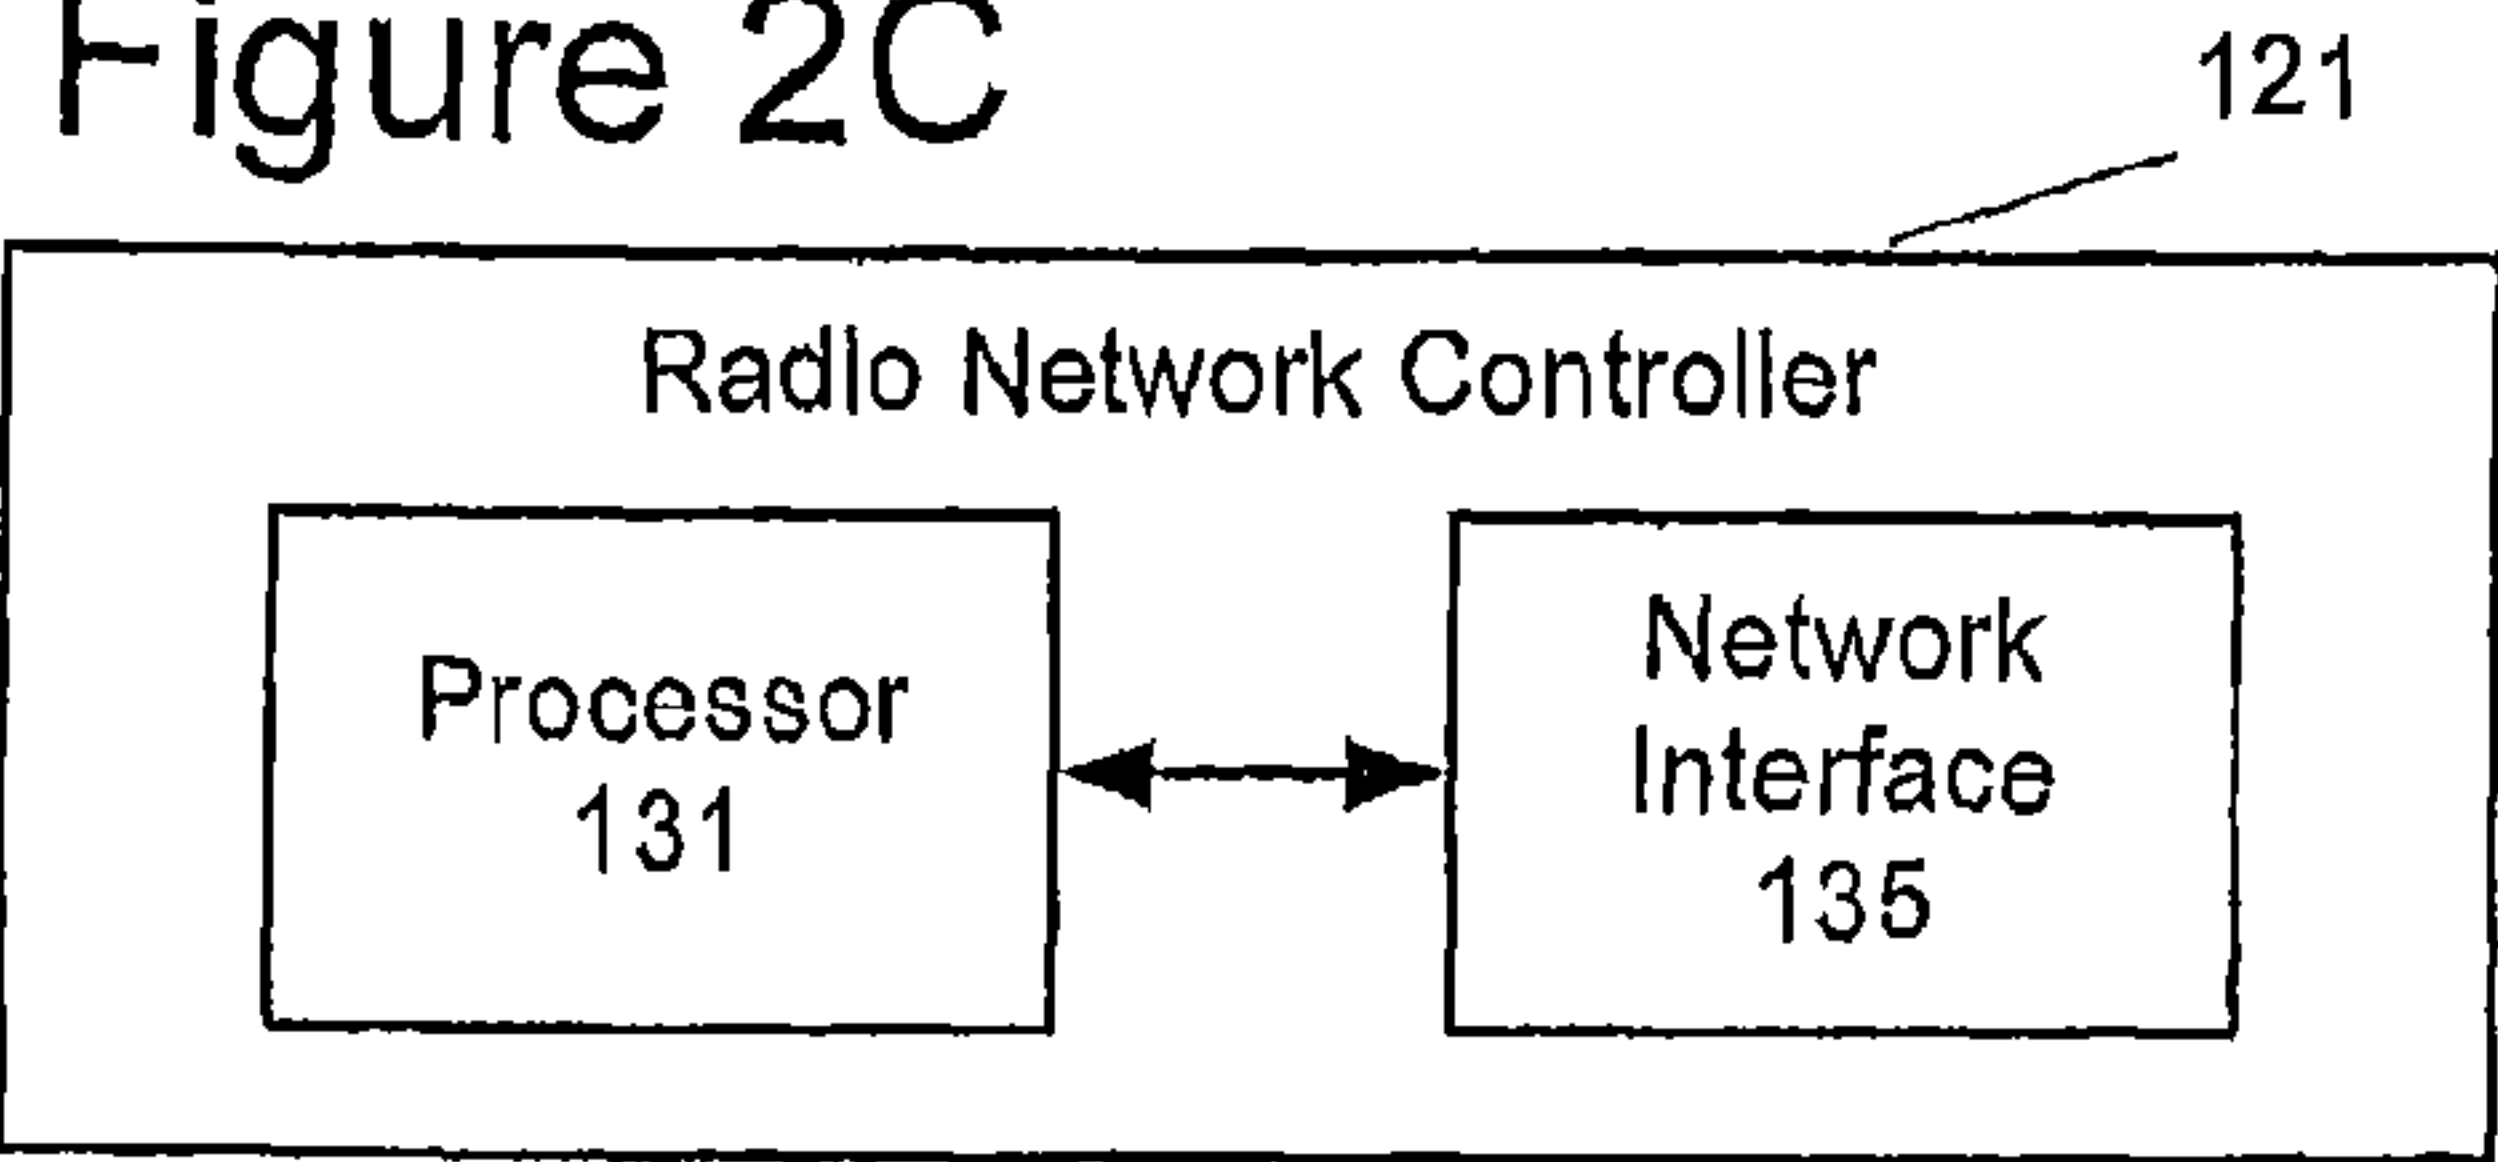 Figure 2C
121
Radio Network Controller
Processor
131
Network
Interface
135